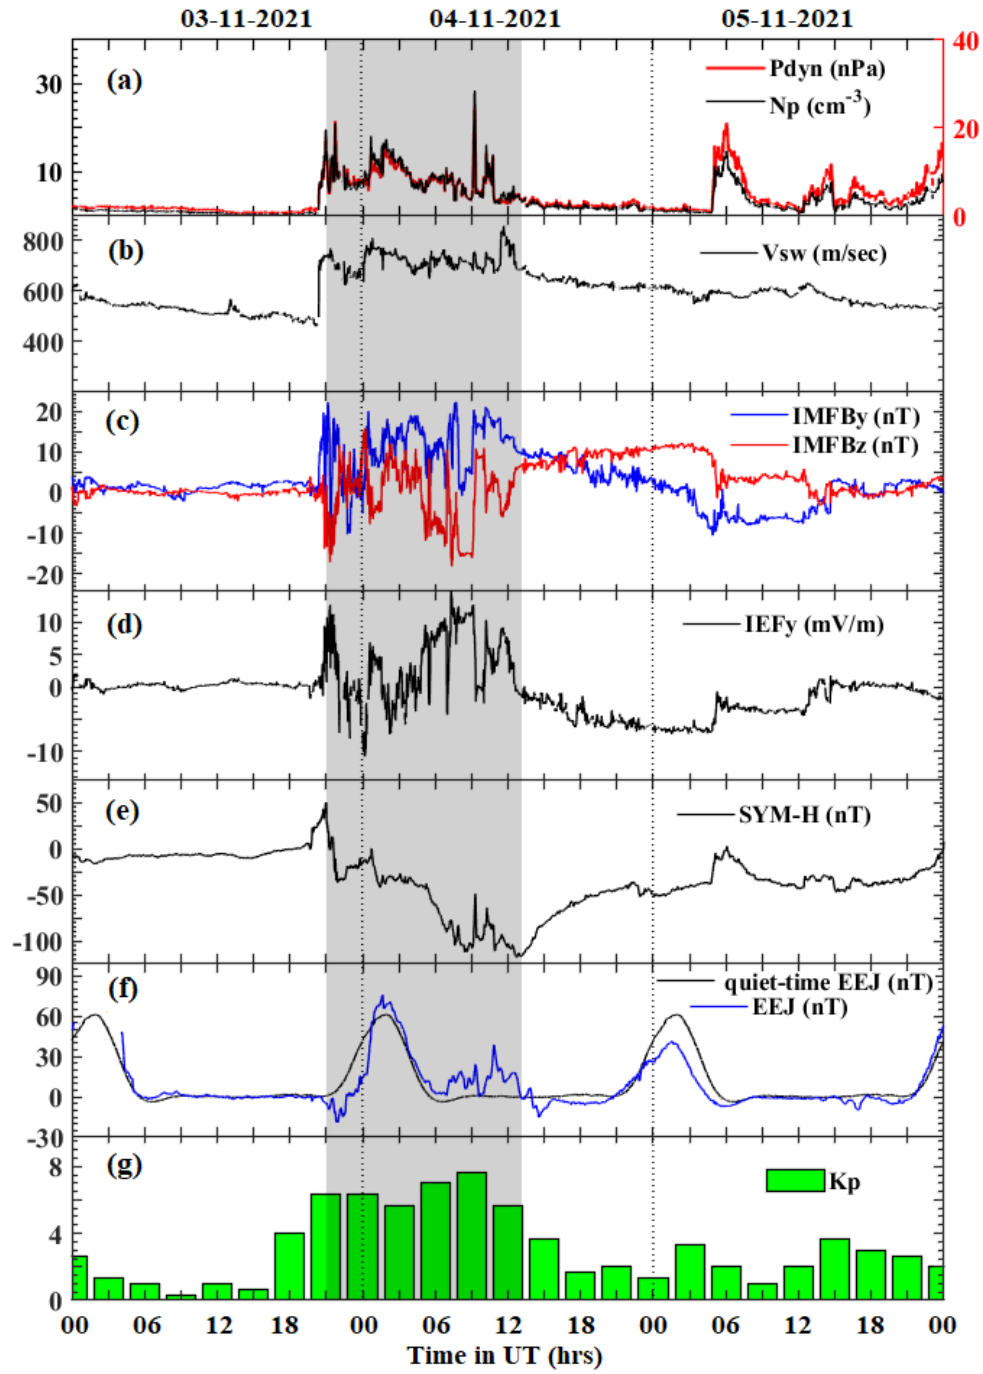 03-11-2021 04-11-2021 05-11-2021
(a)
Pdyn (nPa)
Np (cm-3)
30
10
40
20
0
(b)
Vsw (m/sec)
800
600
400
(c)
IMFBy (nT)
IMFBz (nT)
20
10
0
-10
-20
(d)
IEFy (mV/m)
10
5
0
-10
(e)
SYM-H (nT)
50
0
-50
-100
(f)
quiet-time EEJ (nT)
EEJ (nT)
90
60
30
0
-30
(g)
Kp
8
4
0
00 06 12 18 00 06 12 18 00 06 12 18 00
Time in UT (hrs)